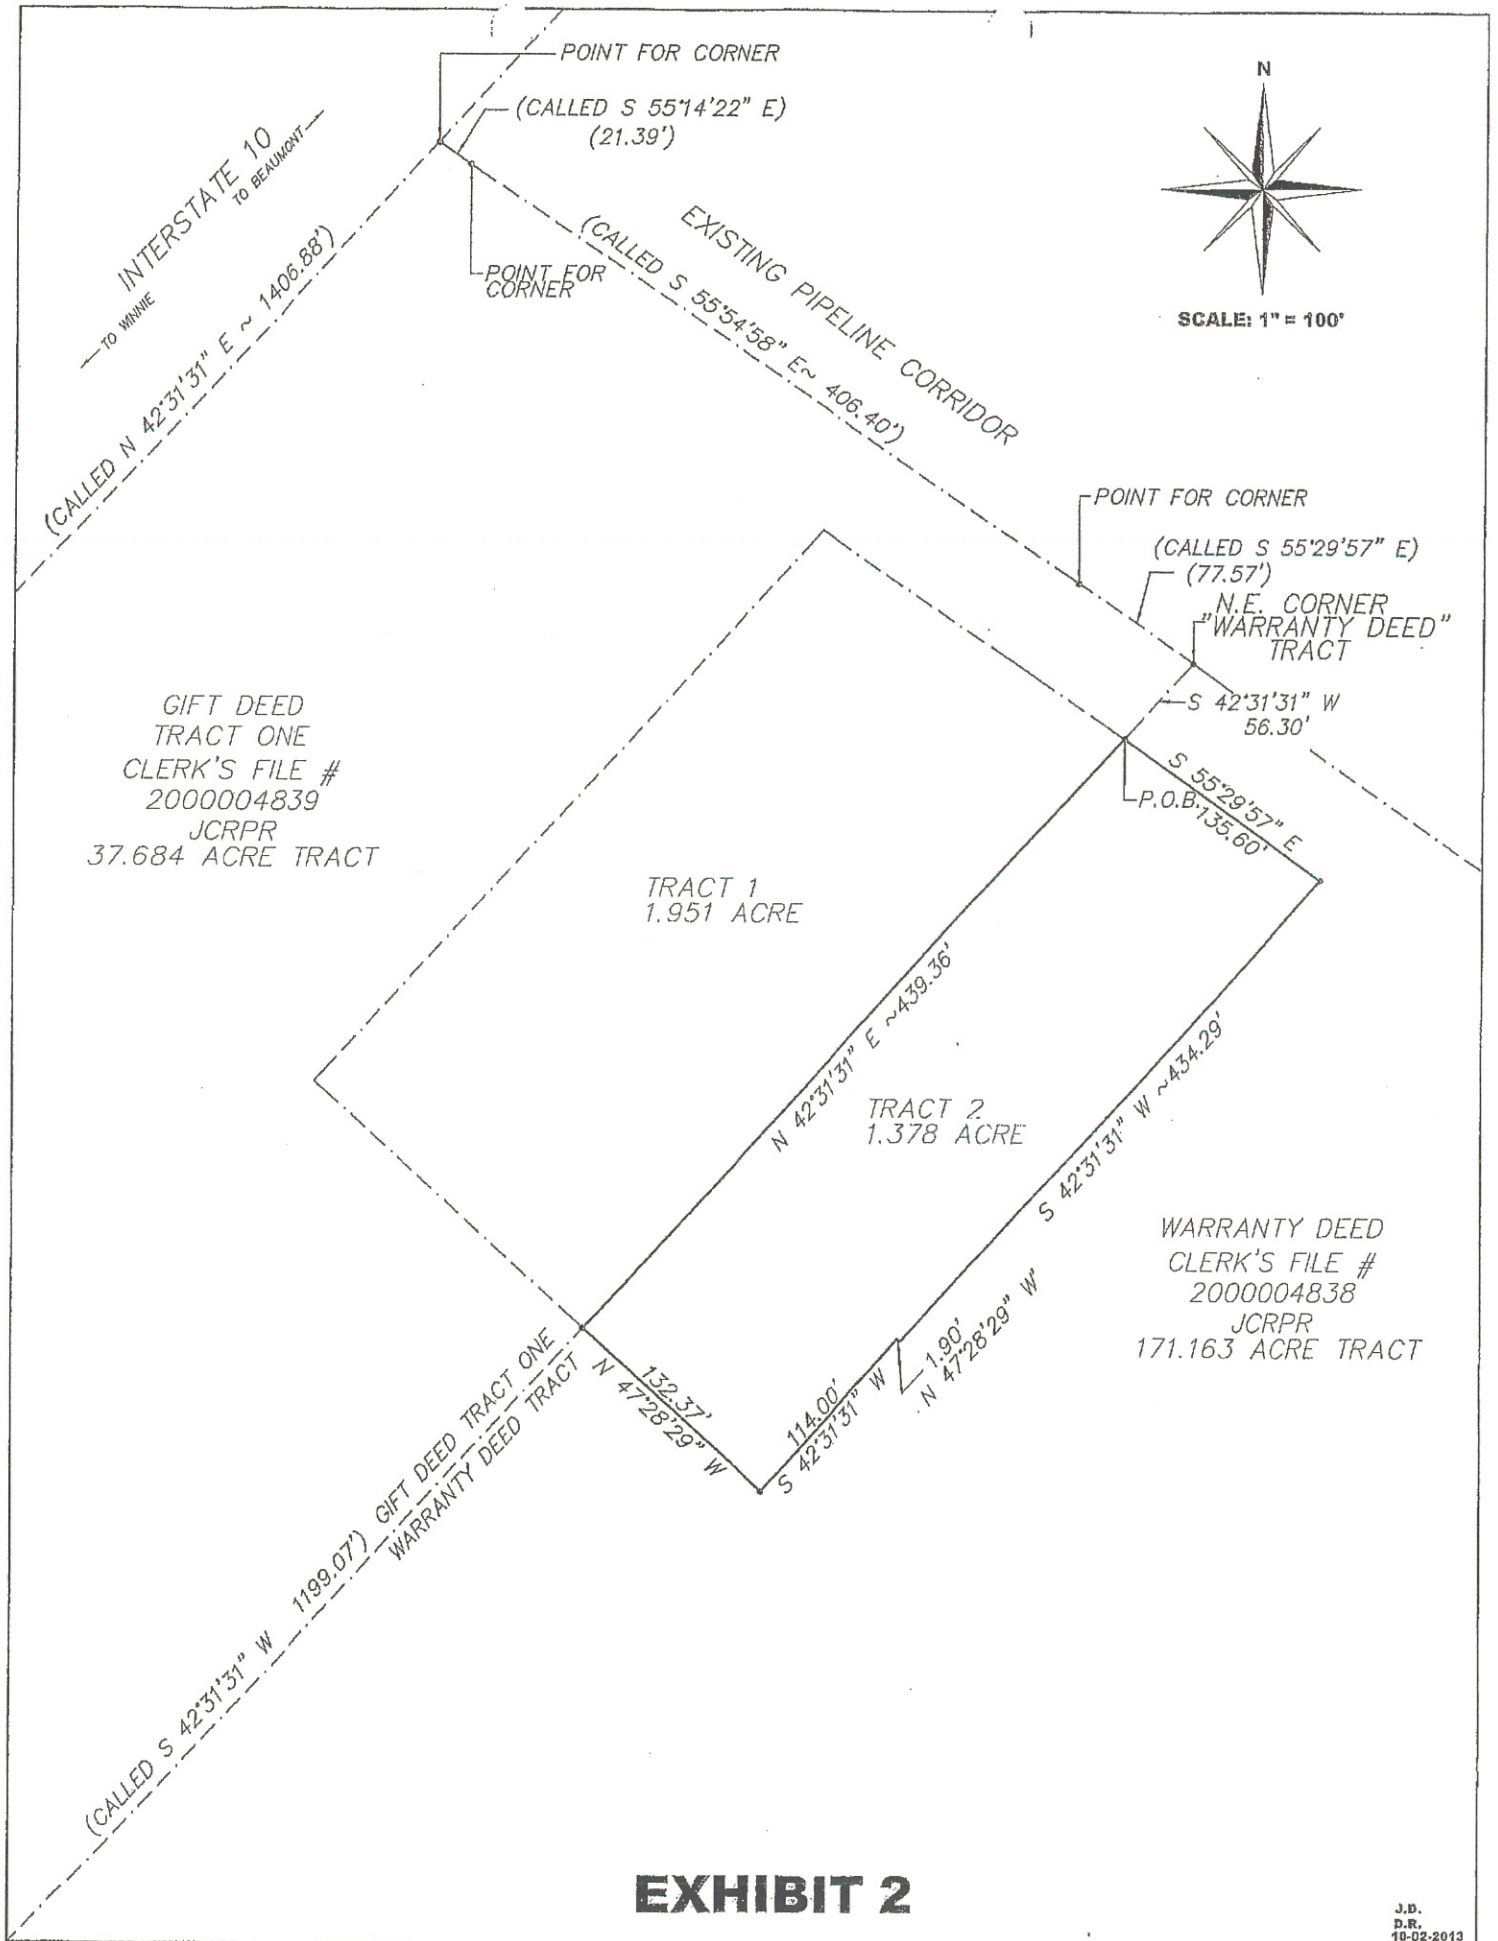 POINT FOR CORNER
(CALLED S 55°14'22" E)
(21.39')
N
SCALE: 1" = 100'
INTERSTATE 10
TO BEAUMONT
TO WINNIE
(CALLED N 42°31'31" E ~ 1406.88')
POINT FOR
CORNER
EXISTING PIPELINE CORRIDOR
(CALLED S 55°54'58" E~ 406.40')
POINT FOR CORNER
(CALLED S 55°29'57" E)
(77.57')
N.E. CORNER
"WARRANTY DEED"
TRACT
S 42°31'31" W
56.30'
P.O.B.
S 55°29'57" E
135.60'
GIFT DEED
TRACT ONE
CLERK'S FILE #
2000004839
JCRPR
37.684 ACRE TRACT
TRACT 1
1.951 ACRE
N 42°31'31" E ~439.36'
TRACT 2
1.378 ACRE
S 42°31'31" W ~434.29'
WARRANTY DEED
CLERK'S FILE #
2000004838
JCRPR
171.163 ACRE TRACT
1.90'
N 47°28'29" W
114.00'
S 42°31'31" W
132.37'
N 47°28'29" W
GIFT DEED TRACT ONE
WARRANTY DEED TRACT
(CALLED S 42°31'31" W 1199.07')
EXHIBIT 2
J.D.
D.R.
10-02-2013